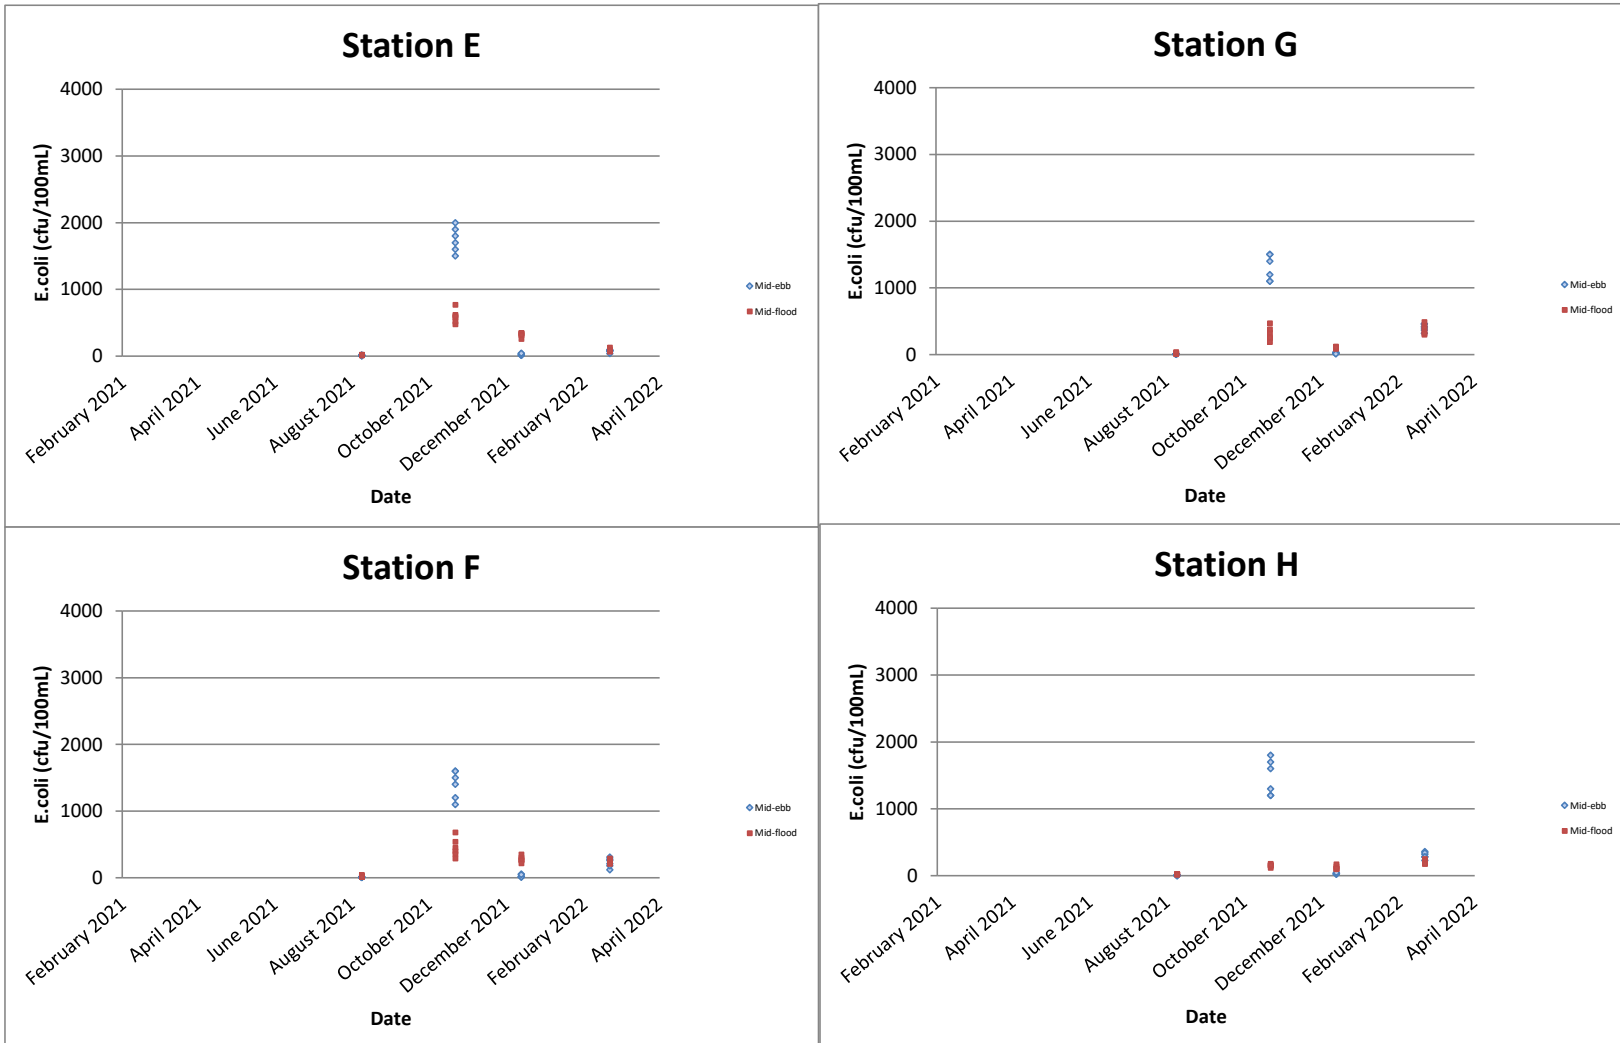 Station E
4000
3000
2000
1000
0
E.coli (cfu/100mL)
February 2021
April 2021
June 2021
August 2021
October 2021
December 2021
February 2022
April 2022
Date
Mid-ebb
Mid-flood
Station G
4000
3000
2000
1000
0
E.coli (cfu/100mL)
February 2021
April 2021
June 2021
August 2021
October 2021
December 2021
February 2022
April 2022
Date
Mid-ebb
Mid-flood
Station F
4000
3000
2000
1000
0
E.coli (cfu/100mL)
February 2021
April 2021
June 2021
August 2021
October 2021
December 2021
February 2022
April 2022
Date
Mid-ebb
Mid-flood
Station H
4000
3000
2000
1000
0
E.coli (cfu/100mL)
February 2021
April 2021
June 2021
August 2021
October 2021
December 2021
February 2022
April 2022
Date
Mid-ebb
Mid-flood